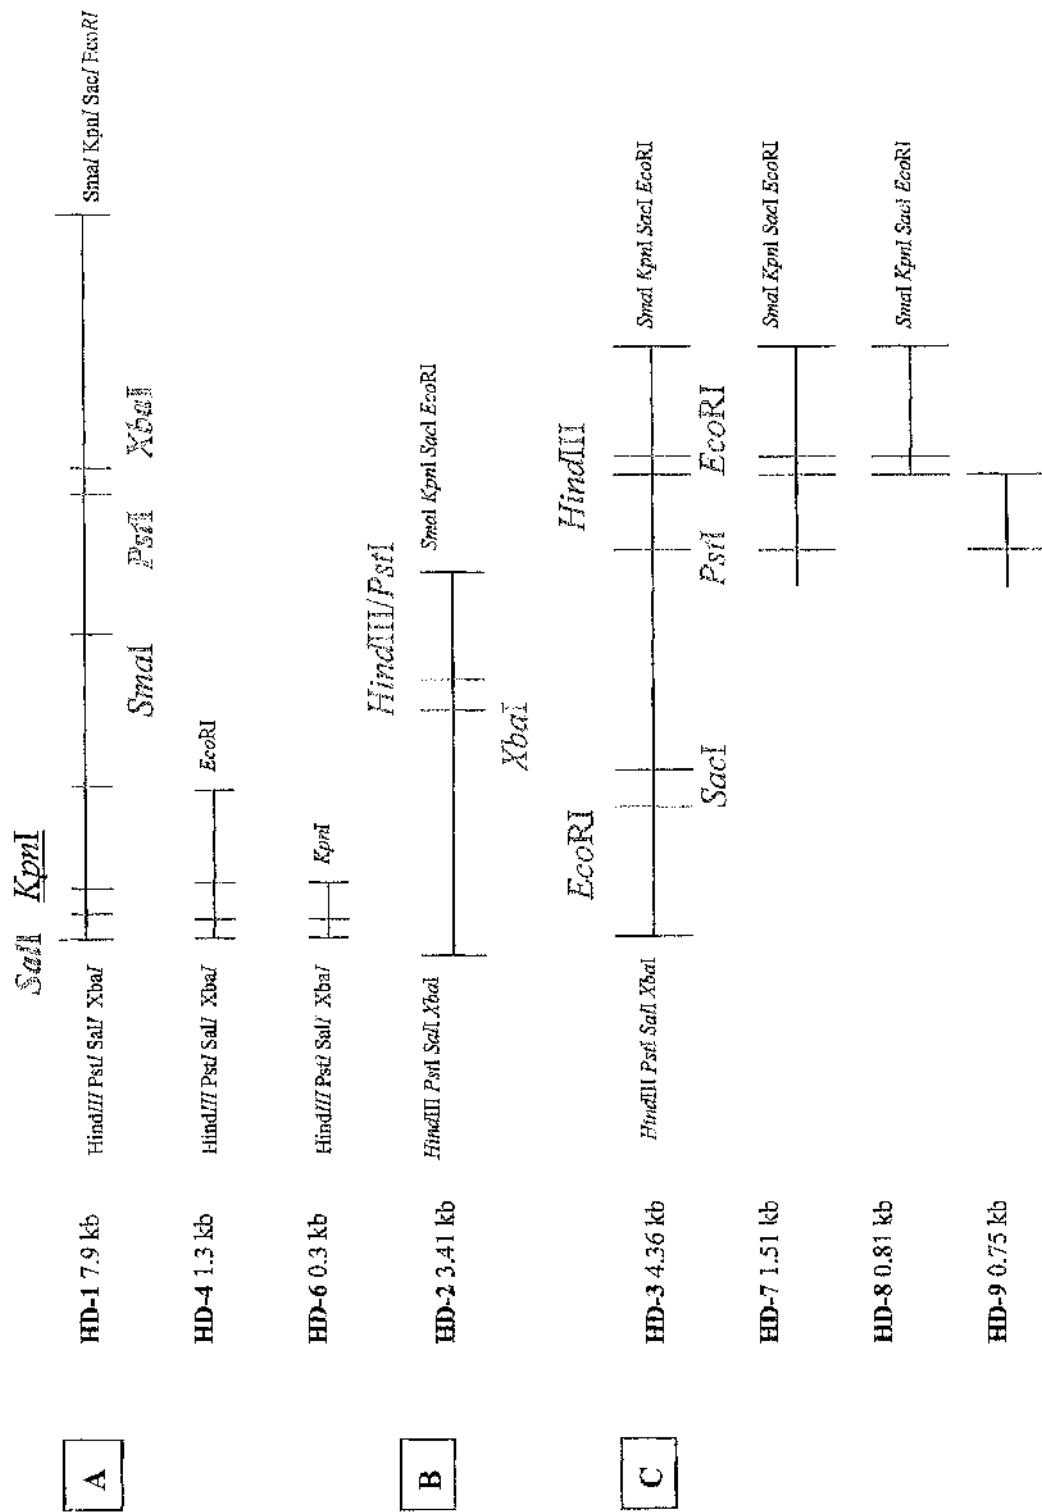 A
HD-1 7.9 kb
HindIII PstI SalI XbaI
SalI KpnI
SmaI PstI XbaI
SmaI KpnI SacI EcoRI
HD-4 1.3 kb
HindIII PstI SalI XbaI
EcoRI
HD-6 0.3 kb
HindIII PstI SalI XbaI
KpnI
B
HD-2 3.41 kb
HindIII PstI SalI XbaI
HindIII/PstI
XbaI
SmaI KpnI SacI EcoRI
C
HD-3 4.36 kb
HindIII PstI SalI XbaI
EcoRI HindIII
SacI PstI EcoRI
SmaI KpnI SacI EcoRI
HD-7 1.51 kb
SmaI KpnI SacI EcoRI
HD-8 0.81 kb
SmaI KpnI SacI EcoRI
HD-9 0.75 kb